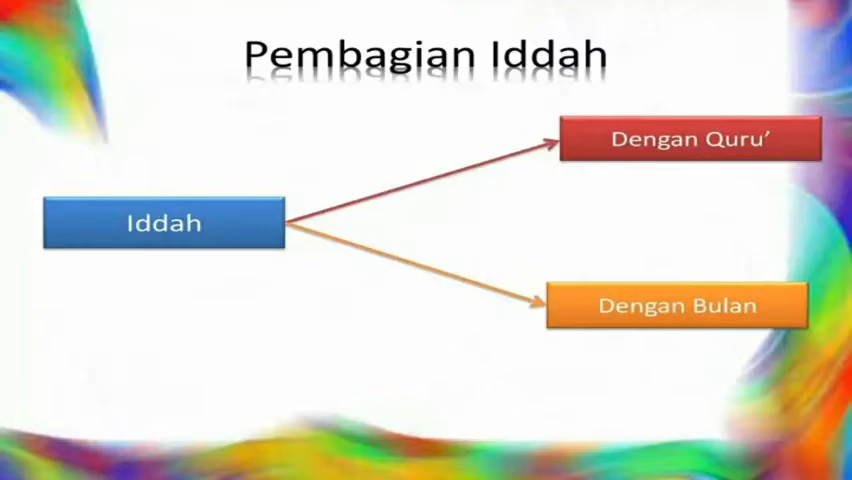 Pembagian Iddah
Dengan Quru'
Iddah
Dengan Bulan